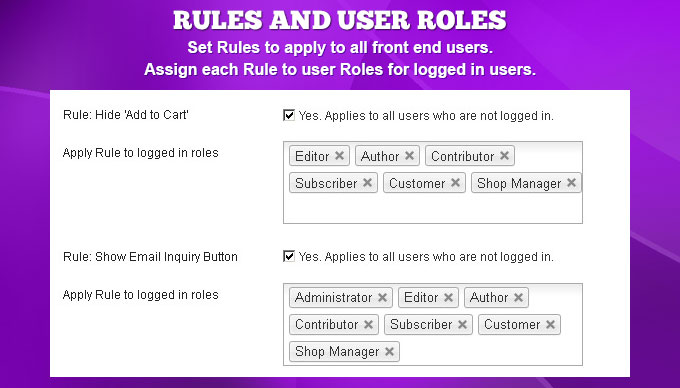 RULES AND USER ROLES
Set Rules to apply to all front end users.
Assign each Rule to user Roles for logged in users.
Rule: Hide 'Add to Cart' Yes. Applies to all users who are not logged in.
Apply Rule to logged in roles
Editor × Author × Contributor ×
Subscriber × Customer × Shop Manager ×
Rule: Show Email Inquiry Button Yes. Applies to all users who are not logged in.
Apply Rule to logged in roles
Administrator × Editor × Author ×
Contributor × Subscriber × Customer ×
Shop Manager ×